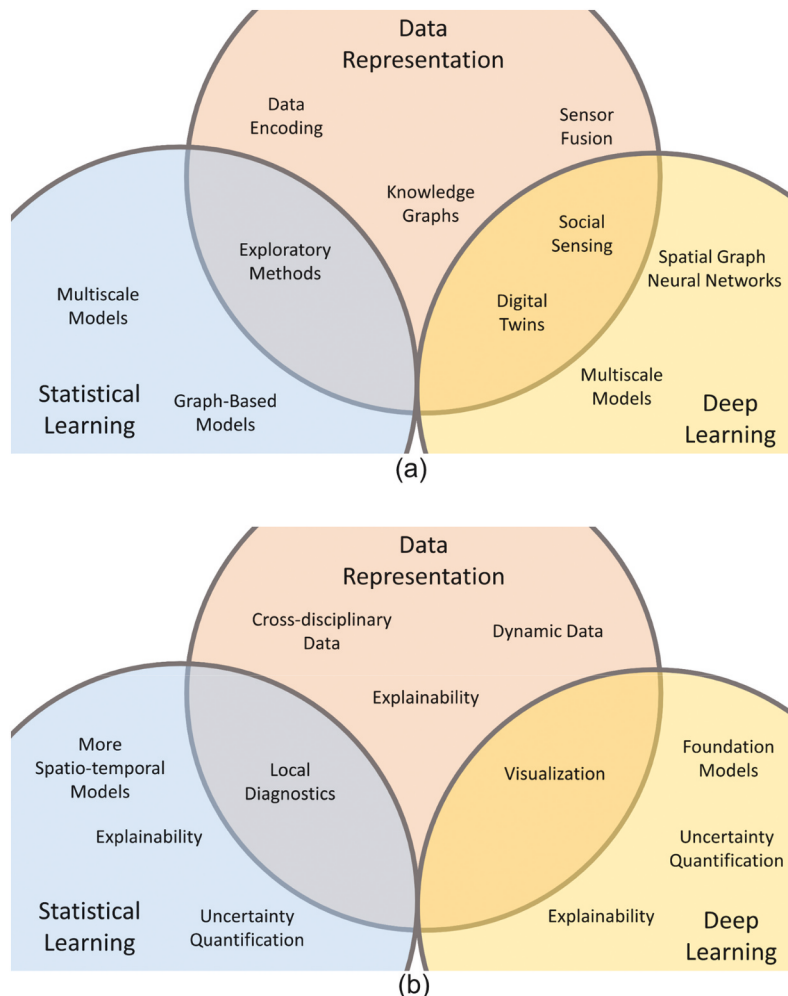 Data
Representation
Data
Encoding
Sensor
Fusion
Knowledge
Graphs
Social
Sensing
Exploratory
Methods
Spatial Graph
Neural Networks
Multiscale
Models
Digital
Twins
Multiscale
Models
Statistical
Learning
Graph-Based
Models
Deep
Learning
(a)
Data
Representation
Cross-disciplinary
Data
Dynamic Data
Explainability
More
Spatio-temporal
Models
Local
Diagnostics
Visualization
Foundation
Models
Explainability
Uncertainty
Quantification
Statistical
Learning
Uncertainty
Quantification
Explainability
Deep
Learning
(b)